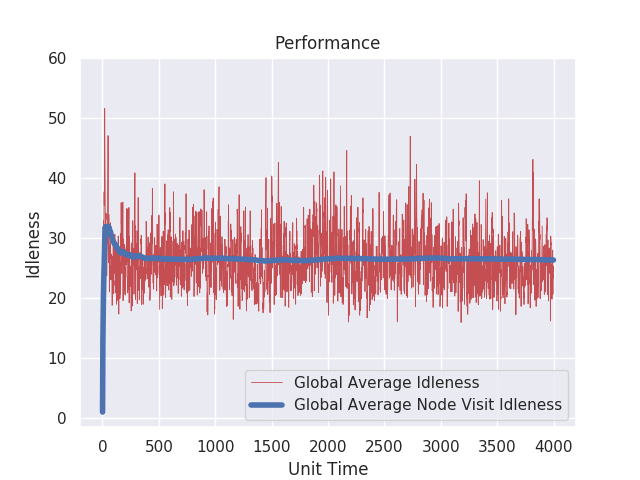 Performance
60
50
40
30
20
10
0
Idleness
0 500 1000 1500 2000 2500 3000 3500 4000
Unit Time
Global Average Idleness
Global Average Node Visit Idleness